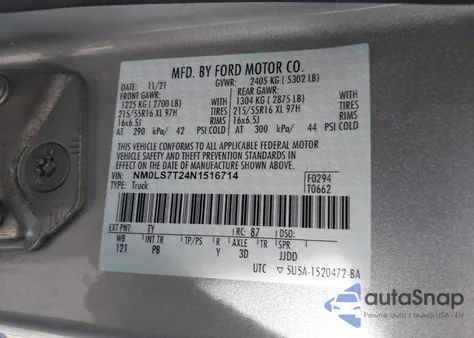 MFD. BY FORD MOTOR CO.
DATE: 11/21 GVWR: 2405 KG ( 5302 LB)
FRONT GAWR: REAR GAWR:
1225 KG ( 2700 LB) 1304 KG ( 2875 LB)
215/55R16 XL 97H WITH TIRES 215/55R16 XL 97H WITH TIRES
16x6.5J RIMS 16x6.5J RIMS
AT 290 kPa/ 42 PSI COLD AT 300 kPa/ 44 PSI COLD
THIS VEHICLE CONFORMS TO ALL APPLICABLE FEDERAL MOTOR
VEHICLE SAFETY AND THEFT PREVENTION STANDARDS IN
EFFECT ON THE DATE OF MANUFACTURE SHOWN ABOVE.
VIN: NM0LS7T24N1516714 F0294
TYPE: Truck T0662
EXT PNT: TY RC: 87 DSO:
WB INT TR TP/PS R AXLE TR SPR
121 PB Y 3D JJDD
UTC ▽ 5U5A-1520472-BA
autaSnap
Auto z aukcji USA i EU